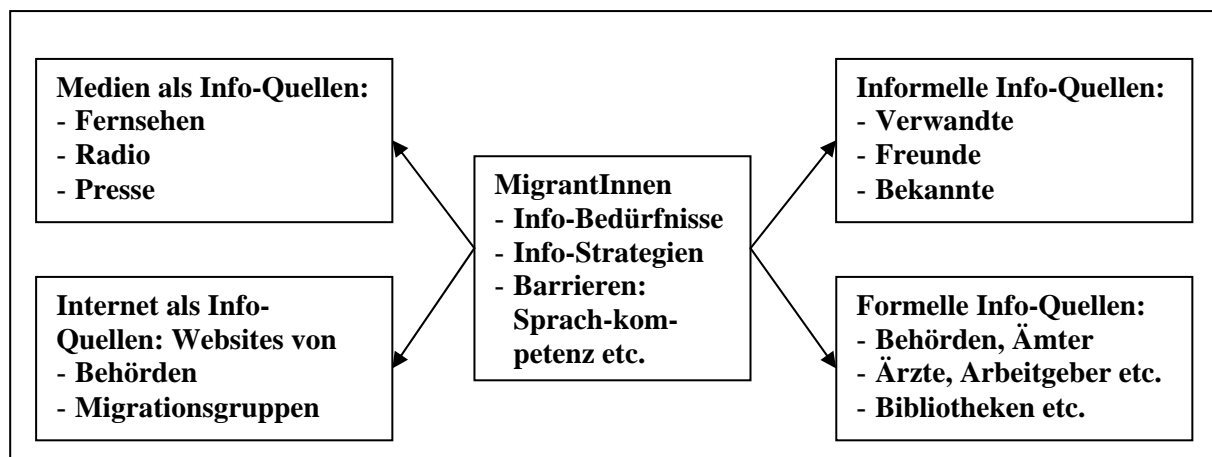 Medien als Info-Quellen:
- Fernsehen
- Radio
- Presse
Internet als Info-
Quellen: Websites von
- Behörden
- Migrationsgruppen
MigrantInnen
- Info-Bedürfnisse
- Info-Strategien
- Barrieren:
Sprach-kom-
petenz etc.
Informelle Info-Quellen:
- Verwandte
- Freunde
- Bekannte
Formelle Info-Quellen:
- Behörden, Ämter
- Ärzte, Arbeitgeber etc.
- Bibliotheken etc.